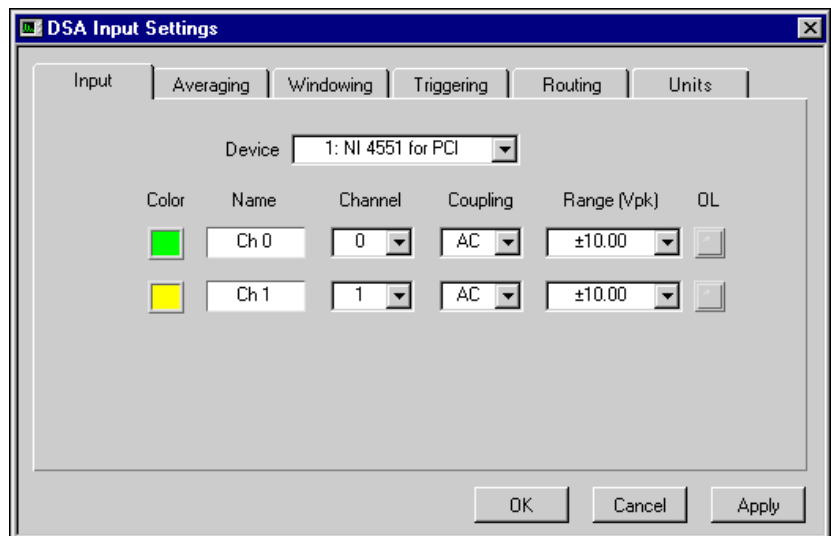 DSA Input Settings
Input Averaging Windowing Triggering Routing Units
Device 1: NI 4551 for PCI
Color Name Channel Coupling Range (Vpk) OL
Ch 0 0 AC ±10.00
Ch 1 1 AC ±10.00
OK Cancel Apply